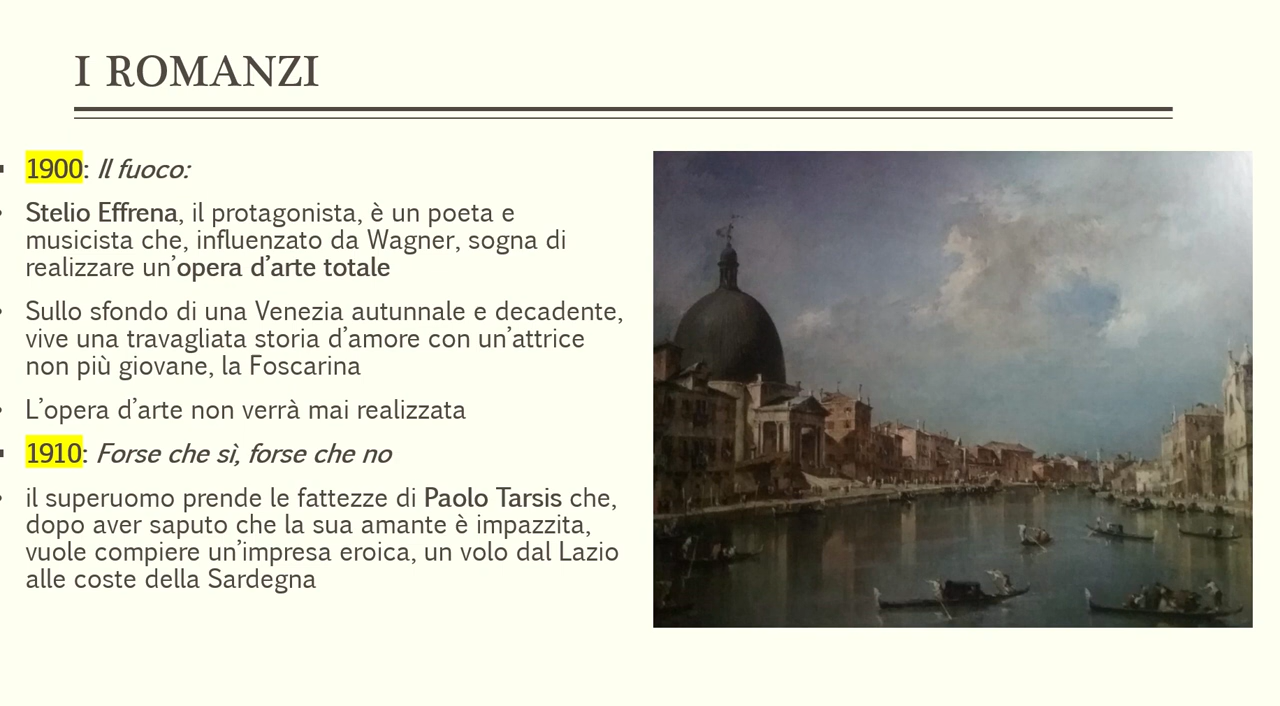 I ROMANZI
▪ 1900: Il fuoco:
• Stelio Effrena, il protagonista, è un poeta e
musicista che, influenzato da Wagner, sogna di
realizzare un’opera d’arte totale
• Sullo sfondo di una Venezia autunnale e decadente,
vive una travagliata storia d’amore con un’attrice
non più giovane, la Foscarina
• L’opera d’arte non verrà mai realizzata
▪ 1910: Forse che sì, forse che no
• il superuomo prende le fattezze di Paolo Tarsis che,
dopo aver saputo che la sua amante è impazzita,
vuole compiere un’impresa eroica, un volo dal Lazio
alle coste della Sardegna